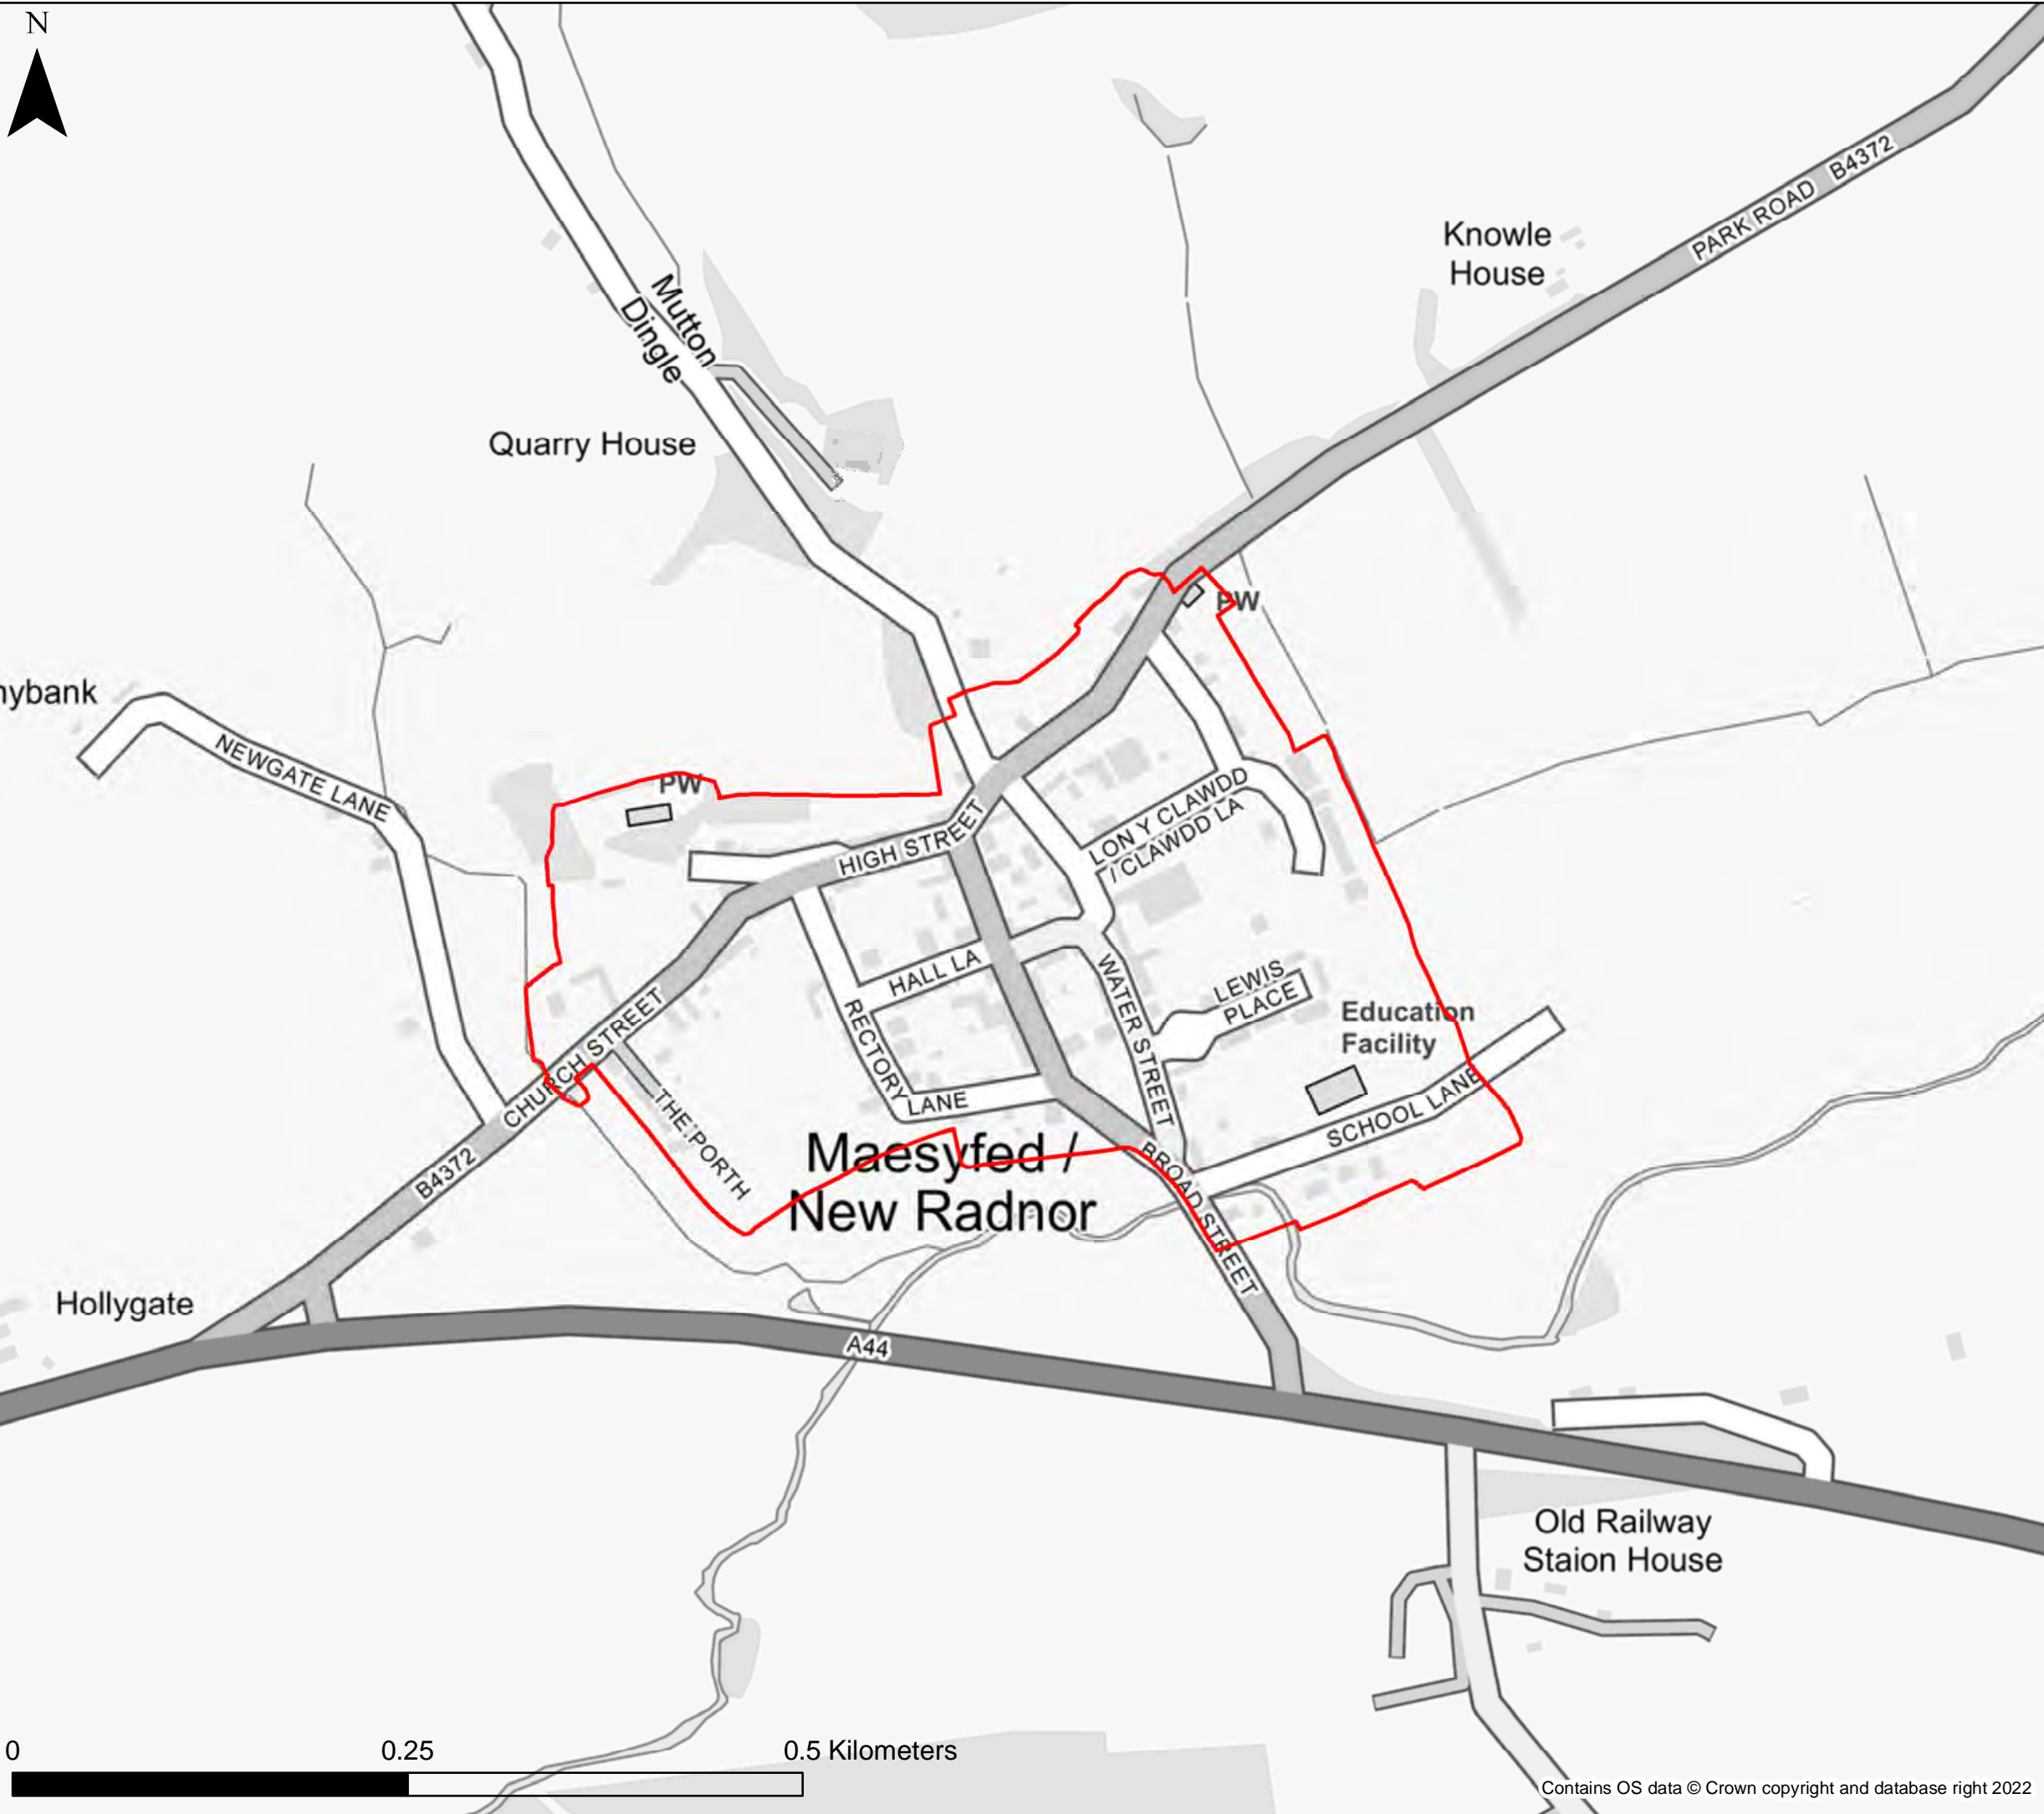 N
PARK ROAD B4372
Knowle
House
Mutton
Dingle
Quarry House
PW
nybank
NEWGATE LANE
PW
HIGH STREET
LON Y CLAWDD
/ CLAWDD LA
HALL LA
RECTORY
LANE
WATER STREET
LEWIS
PLACE
Education
Facility
SCHOOL LANE
CHURCH STREET
THE PORTH
B4372
Maesyfed /
New Radnor
BROAD STREET
STREET
Hollygate
A44
Old Railway
Staion House
0
0.25
0.5 Kilometers
Contains OS data © Crown copyright and database right 2022